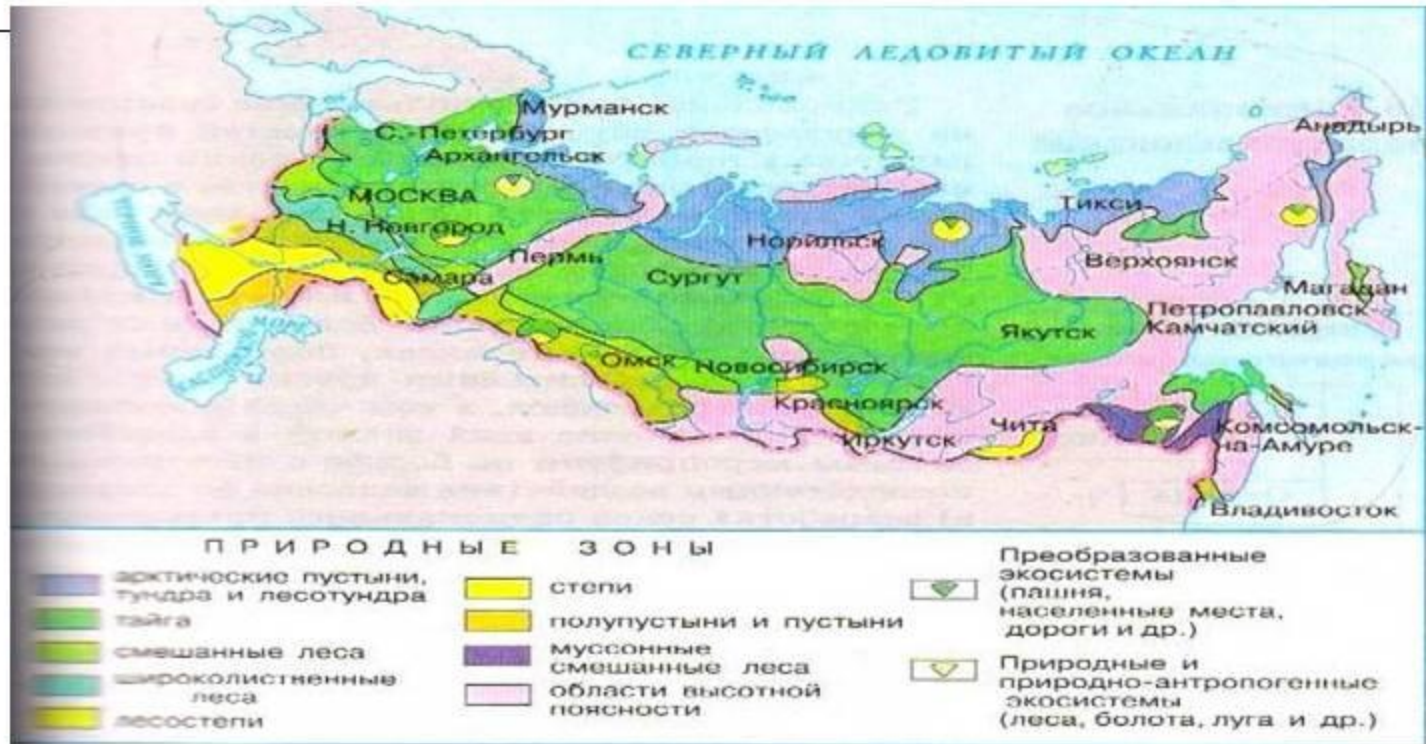 СЕВЕРНЫЙ ЛЕДОВИТЫЙ ОКЕАН
Мурманск
Анадырь
С.-Петербург
Архангельск
МОСКВА
Тикси
Н. Новгород
Норильск
Пермь
Верхоянск
Самара
Сургут
Магадан
Петропавловск-
Камчатский
Якутск
Омск
Новосибирск
Красноярск
Чита
Комсомольск-
на-Амуре
Иркутск
Владивосток
ПРИРОДНЫЕ ЗОНЫ
арктические пустыни,
тундра и лесотундра
тайга
смешанные леса
широколиственные
леса
лесостепи
степи
полупустыни и пустыни
муссонные
смешанные леса
области высотной
поясности
Преобразованные
экосистемы
(пашня,
населенные места,
дороги и др.)
Природные и
природно-антропогенные
экосистемы
(леса, болота, луга и др.)